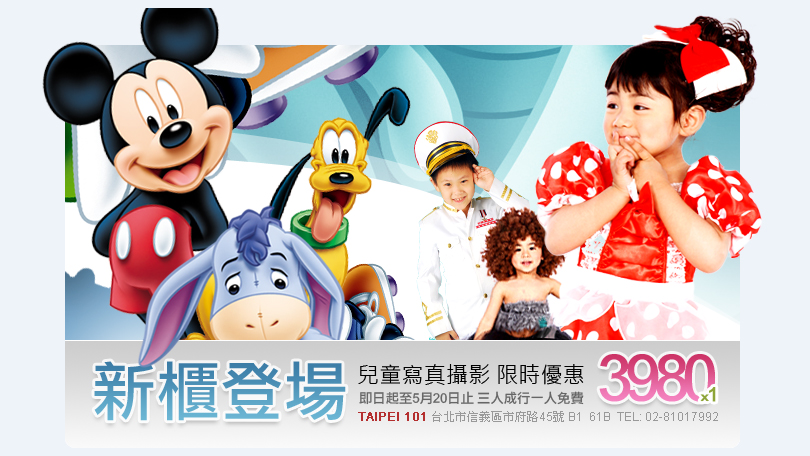 新櫃登場
兒童寫真攝影 限時優惠
3980x1
即日起至5月20日止 三人成行一人免費
TAIPEI 101 台北市信義區市府路45號 B1 61B TEL: 02-81017992